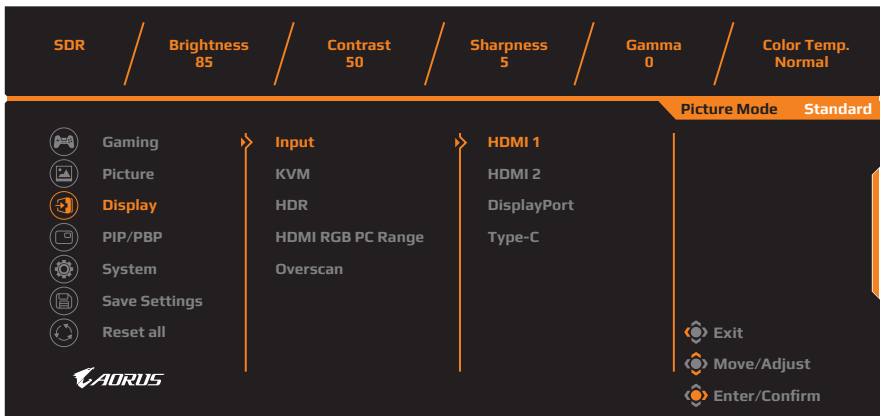 SDR
Brightness
85
Contrast
50
Sharpness
5
Gamma
0
Color Temp.
Normal
Picture Mode Standard
Gaming
Picture
Display
PIP/PBP
System
Save Settings
Reset all
Input
KVM
HDR
HDMI RGB PC Range
Overscan
HDMI 1
HDMI 2
DisplayPort
Type-C
Exit
Move/Adjust
Enter/Confirm
AORUS